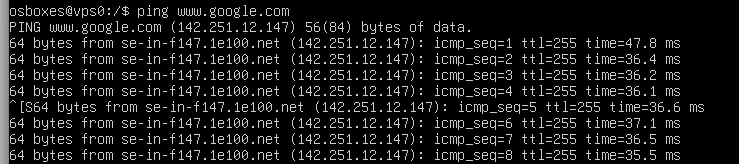 osboxes@vps0:/$ ping www.google.com
PING www.google.com (142.251.12.147) 56(84) bytes of data.
64 bytes from se-in-f147.1e100.net (142.251.12.147): icmp_seq=1 ttl=255 time=47.8 ms
64 bytes from se-in-f147.1e100.net (142.251.12.147): icmp_seq=2 ttl=255 time=36.4 ms
64 bytes from se-in-f147.1e100.net (142.251.12.147): icmp_seq=3 ttl=255 time=36.2 ms
64 bytes from se-in-f147.1e100.net (142.251.12.147): icmp_seq=4 ttl=255 time=36.1 ms
^[S64 bytes from se-in-f147.1e100.net (142.251.12.147): icmp_seq=5 ttl=255 time=36.6 ms
64 bytes from se-in-f147.1e100.net (142.251.12.147): icmp_seq=6 ttl=255 time=37.1 ms
64 bytes from se-in-f147.1e100.net (142.251.12.147): icmp_seq=7 ttl=255 time=36.5 ms
64 bytes from se-in-f147.1e100.net (142.251.12.147): icmp_seq=8 ttl=255 time=35.5 ms